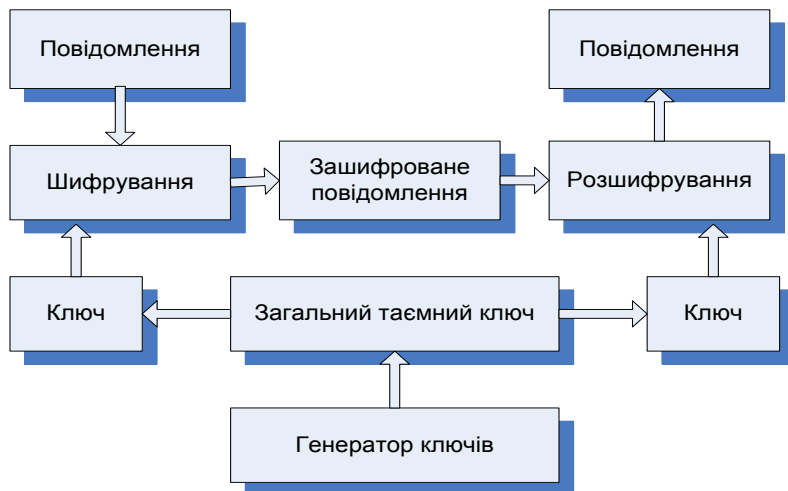 Повідомлення
Повідомлення
Шифрування
Зашифроване
повідомлення
Розшифрування
Ключ
Загальний таємний ключ
Ключ
Генератор ключів